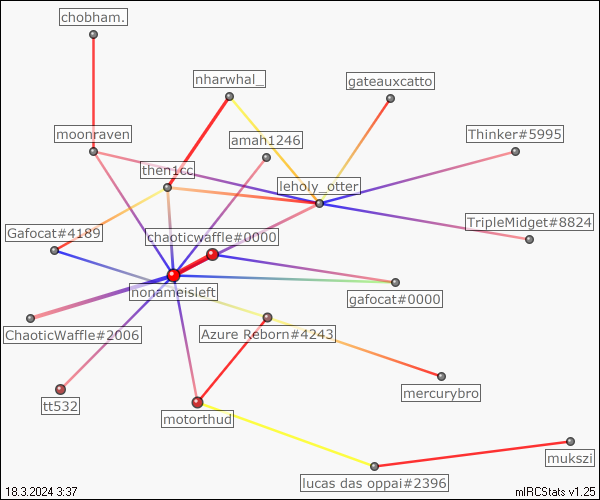 chobham.
nharwhal_
gateauxcatto
moonraven
amah1246
Thinker#5995
then1cc
leholy_otter
TripleMidget#8824
Gafocat#4189
chaoticwaffle#0000
nonameisleft
gafocat#0000
ChaoticWaffle#2006
Azure Reborn#4243
mercurybro
tt532
motorthud
mukszi
lucas das oppai#2396
18.3.2024 3:37
mIRCStats v1.25